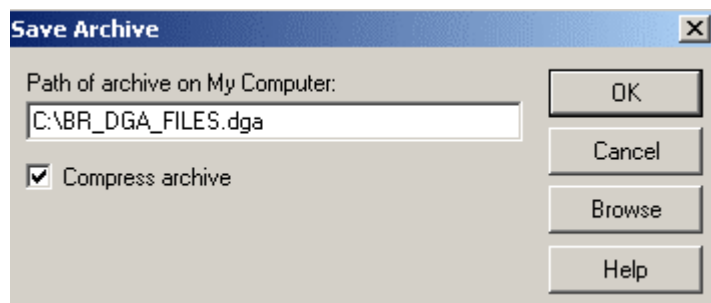 Save Archive
Path of archive on My Computer:
C:\BR_DGA_FILES.dga
Compress archive
OK
Cancel
Browse
Help